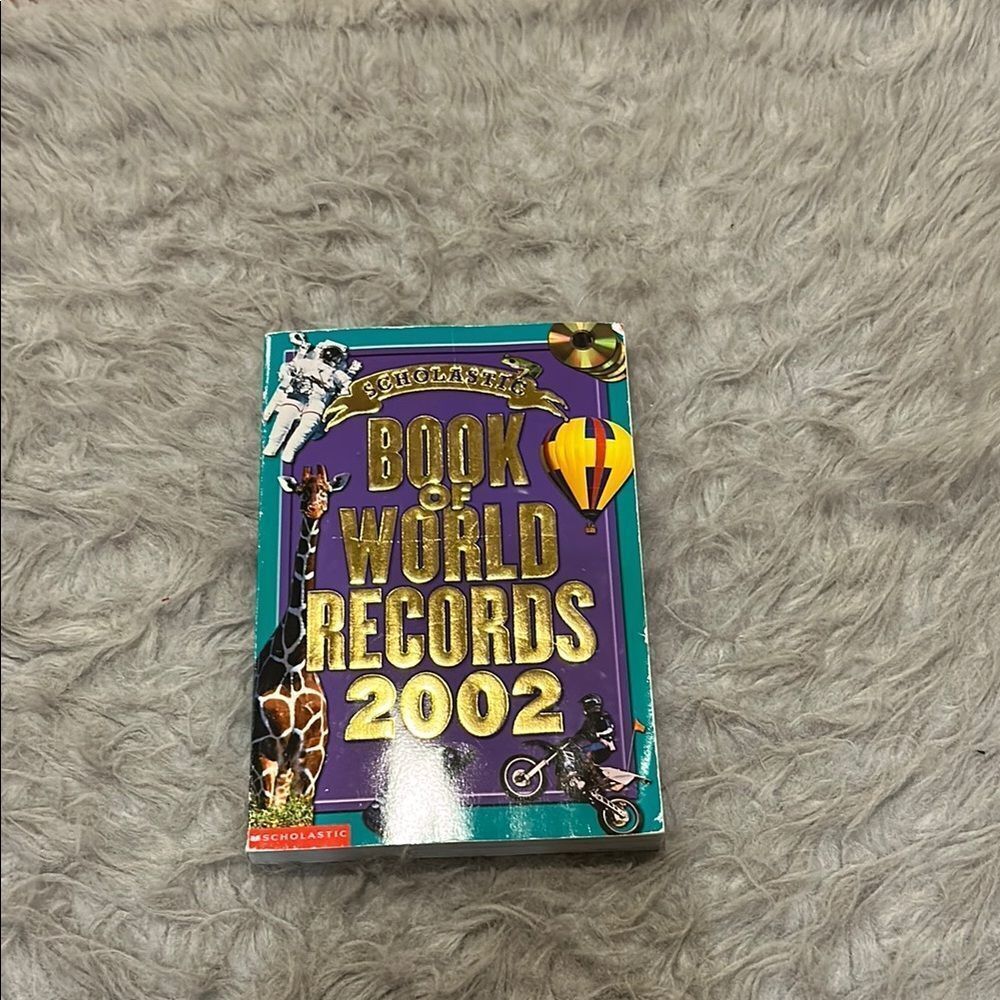 SCHOLASTIC
BOOK
OF
WORLD
RECORDS
2002
SCHOLASTIC